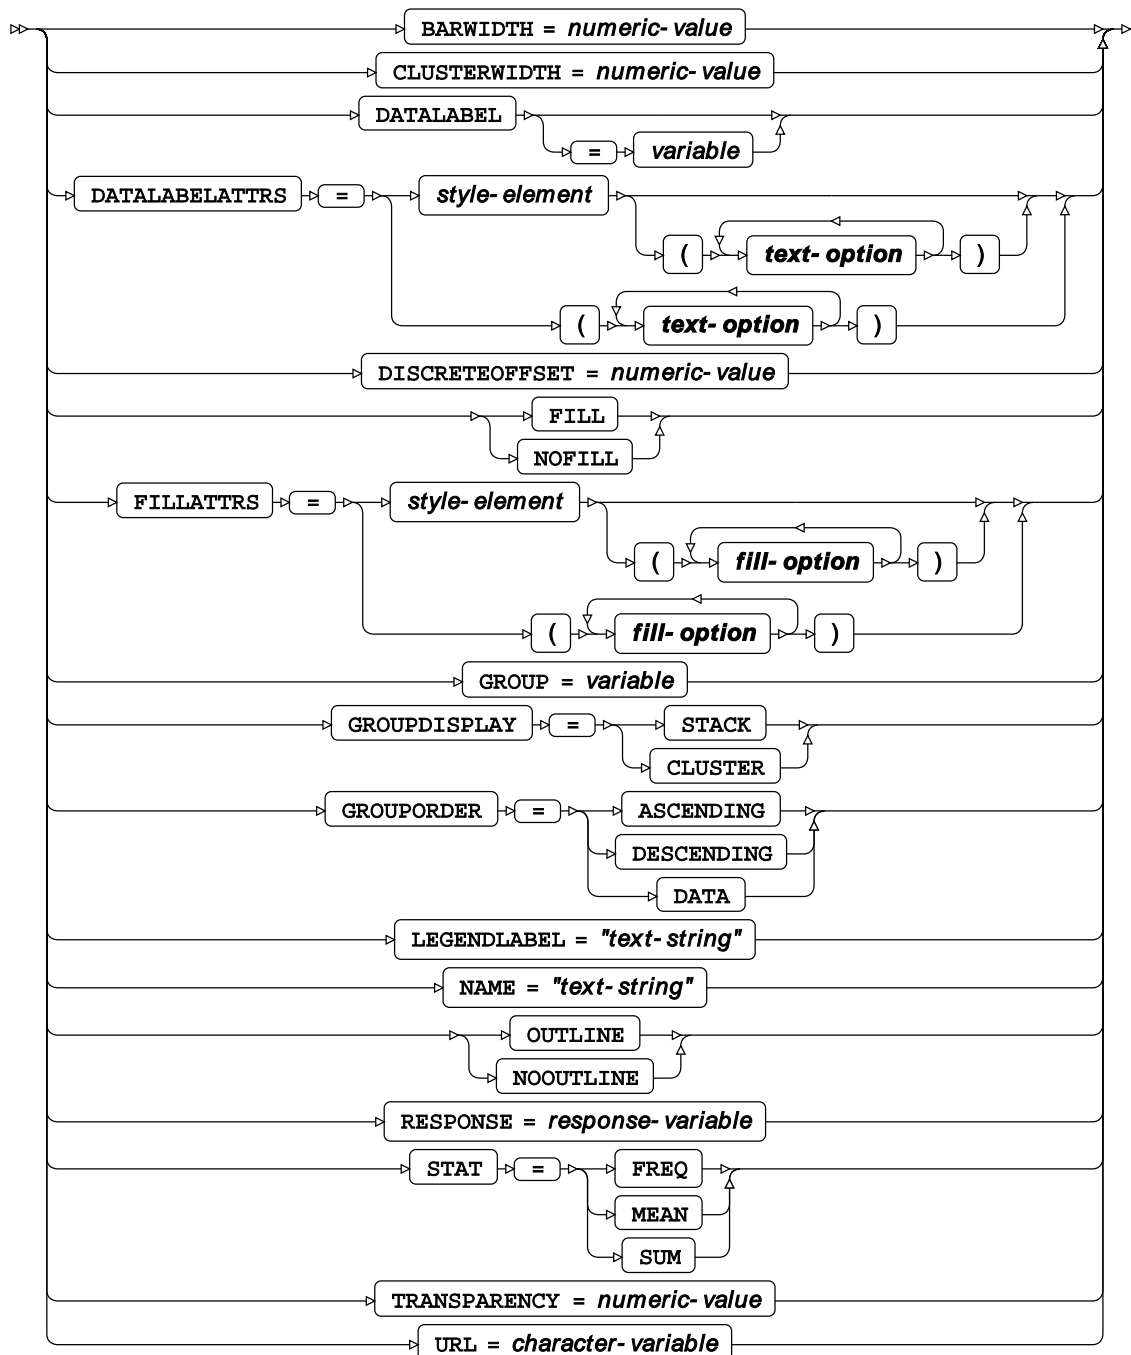 BARWIDTH = numeric-value
CLUSTERWIDTH = numeric-value
DATALABEL
= variable
DATALABELATTRS = style-element
( text-option )
( text-option )
DISCRETEOFFSET = numeric-value
FILL
NOFILL
FILLATTRS = style-element
( fill-option )
( fill-option )
GROUP = variable
GROUPDISPLAY = STACK
CLUSTER
GROUPORDER = ASCENDING
DESCENDING
DATA
LEGENDLABEL = "text-string"
NAME = "text-string"
OUTLINE
NOOUTLINE
RESPONSE = response-variable
STAT = FREQ
MEAN
SUM
TRANSPARENCY = numeric-value
URL = character-variable